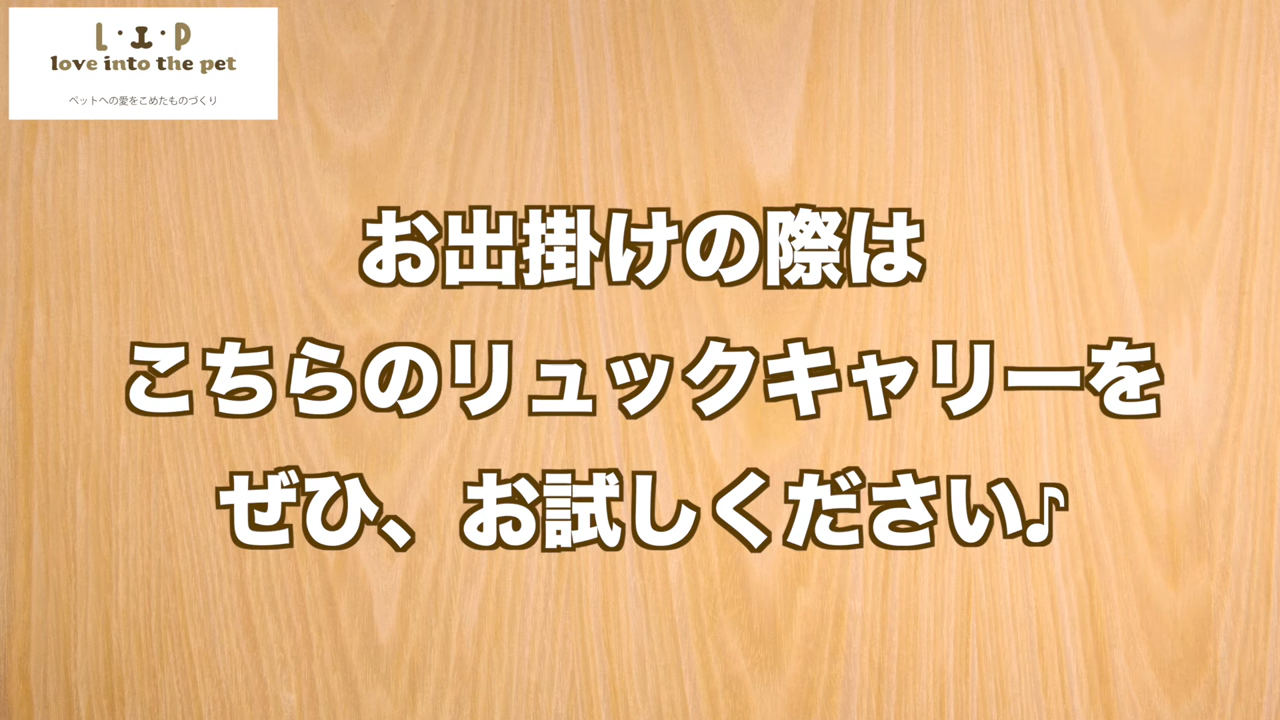 L・I・P
love into the pet
ペットへの愛をこめたものづくり
お出掛けの際は
こちらのリュックキャリーを
ぜひ、お試しください♪